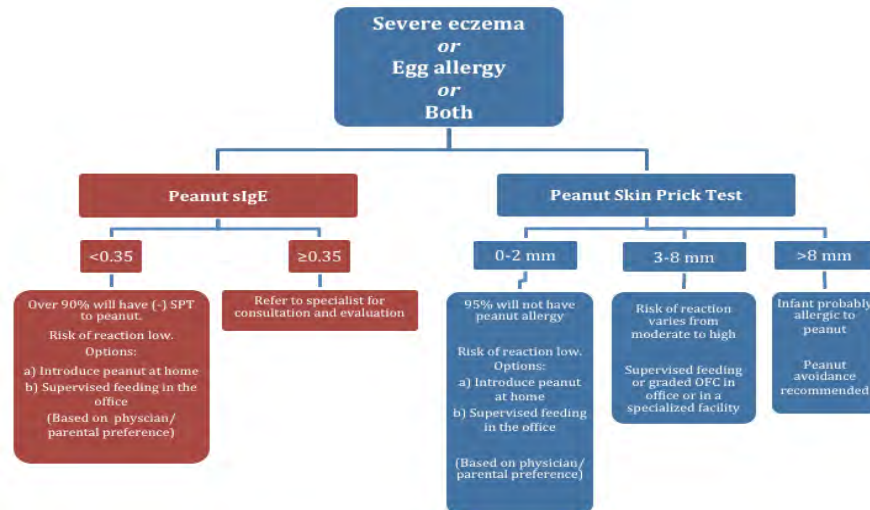 Severe eczema
or
Egg allergy
or
Both
Peanut sIgE
<0.35
≥0.35
Over 90% will have (-) SPT
to peanut.
Risk of reaction low.
Options:
a) Introduce peanut at home
b) Supervised feeding in the
office
(Based on physcian/
parental preference)
Refer to specialist for
consultation and evaluation
Peanut Skin Prick Test
0-2 mm
3-8 mm
>8 mm
95% will not have
peanut allergy
Risk of reaction low.
Options:
a) Introduce peanut
at home
b) Supervised feeding
in the office
(Based on physician/
parental preference)
Risk of reaction
varies from
moderate to high
Supervised feeding
or graded OFC in
office or in a
specialized facility
Infant probably
allergic to
peanut
Peanut
avoidance
recommended